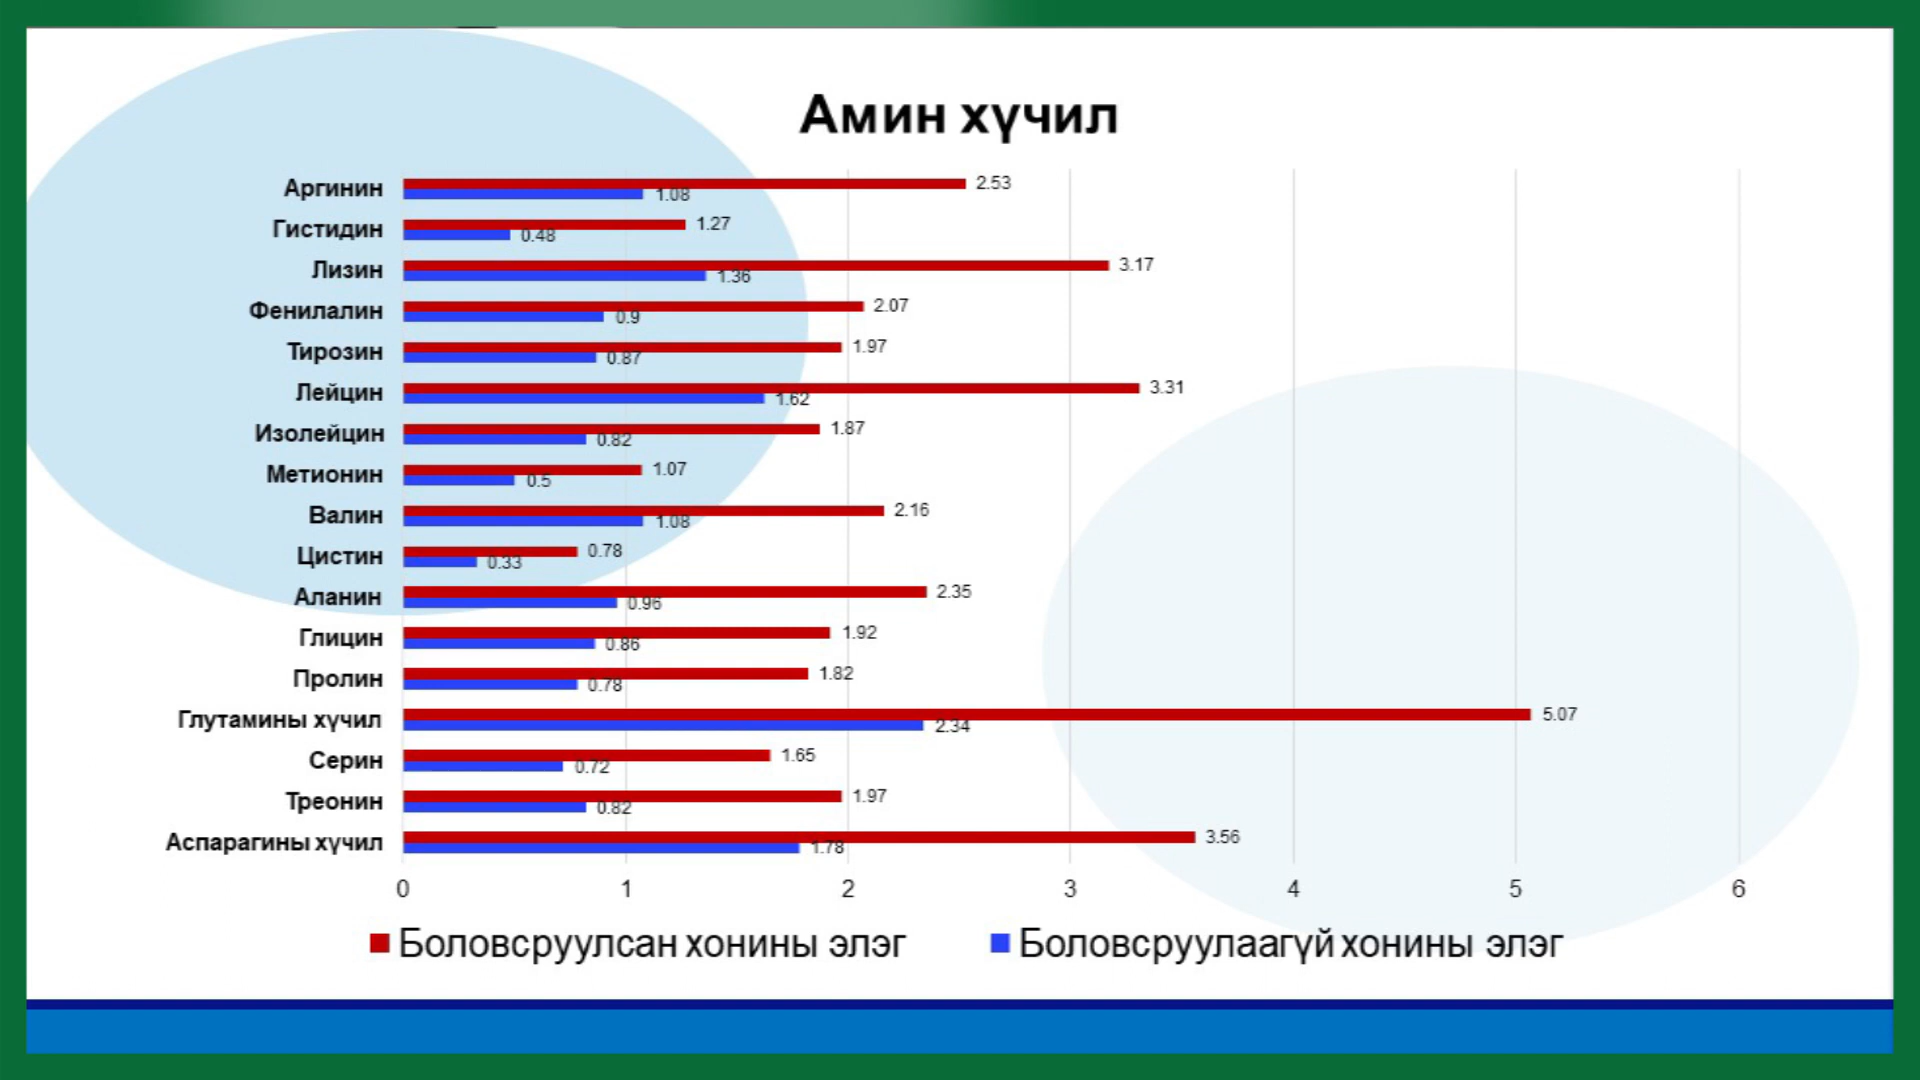 Амин хүчил
Аргинин 2.53
1.08
Гистидин 1.27
0.48
Лизин 3.17
1.36
Фенилалин 2.07
0.9
Тирозин 1.97
0.87
Лейцин 3.31
1.62
Изолейцин 1.87
0.82
Метионин 1.07
0.5
Валин 2.16
1.08
Цистин 0.78
0.33
Аланин 2.35
0.96
Глицин 1.92
0.86
Пролин 1.82
0.78
Глутамины хүчил 5.07
2.34
Серин 1.65
0.72
Треонин 1.97
0.82
Аспарагины хүчил 3.56
1.78
0 1 2 3 4 5 6
Боловсруулсан хонины элэг Боловсруулаагүй хонины элэг